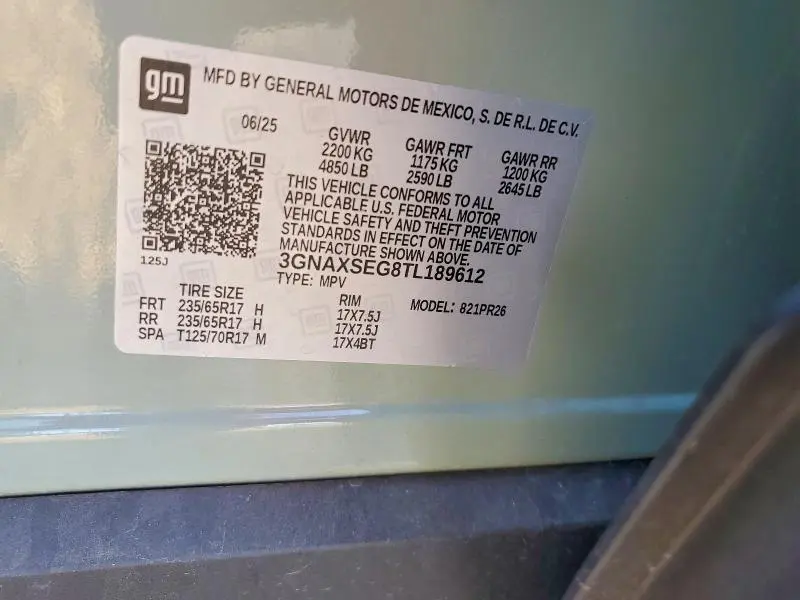 gm
MFD BY GENERAL MOTORS DE MEXICO, S. DE R.L. DE C.V.
06/25
GVWR GAWR FRT GAWR RR
2200 KG 1175 KG 1200 KG
4850 LB 2590 LB 2645 LB
THIS VEHICLE CONFORMS TO ALL
APPLICABLE U.S. FEDERAL MOTOR
VEHICLE SAFETY AND THEFT PREVENTION
STANDARDS IN EFFECT ON THE DATE OF
MANUFACTURE SHOWN ABOVE.
125J
3GNAXSEG8TL189612
TYPE: MPV
MODEL: 821PR26
TIRE SIZE RIM
FRT 235/65R17 H 17X7.5J
RR 235/65R17 H 17X7.5J
SPA T125/70R17 M 17X4BT